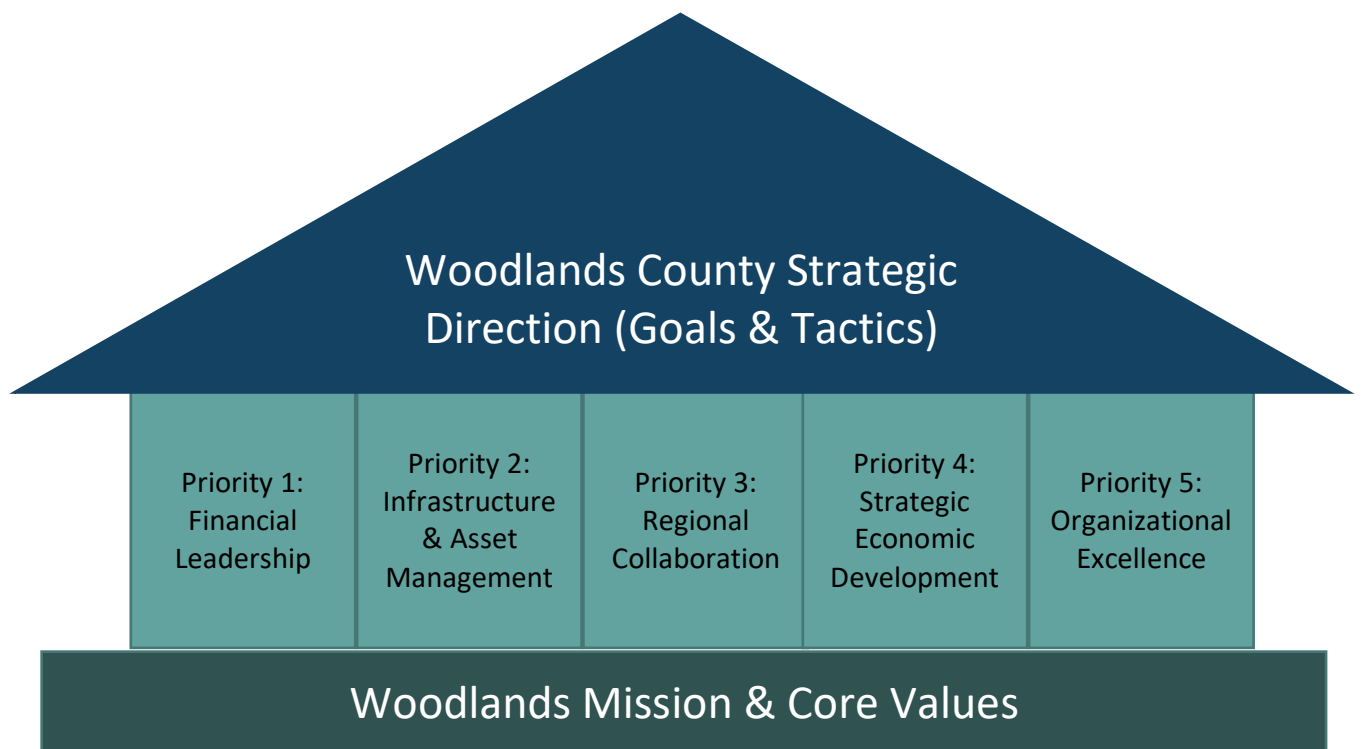 Woodlands County Strategic
Direction (Goals & Tactics)
Priority 1:
Financial
Leadership
Priority 2:
Infrastructure
& Asset
Management
Priority 3:
Regional
Collaboration
Priority 4:
Strategic
Economic
Development
Priority 5:
Organizational
Excellence
Woodlands Mission & Core Values